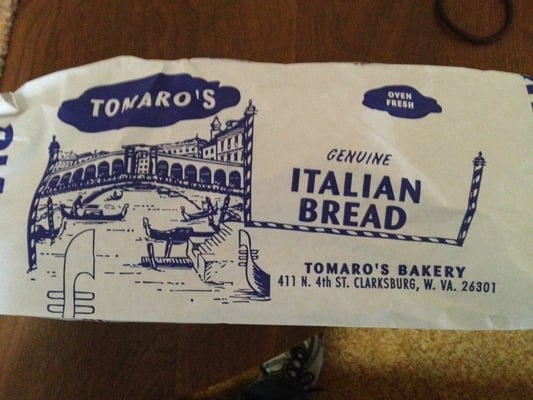 TOMARO'S
OVEN
FRESH
GENUINE
ITALIAN
BREAD
TOMARO'S BAKERY
411 N. 4th ST. CLARKSBURG, W. VA. 26301